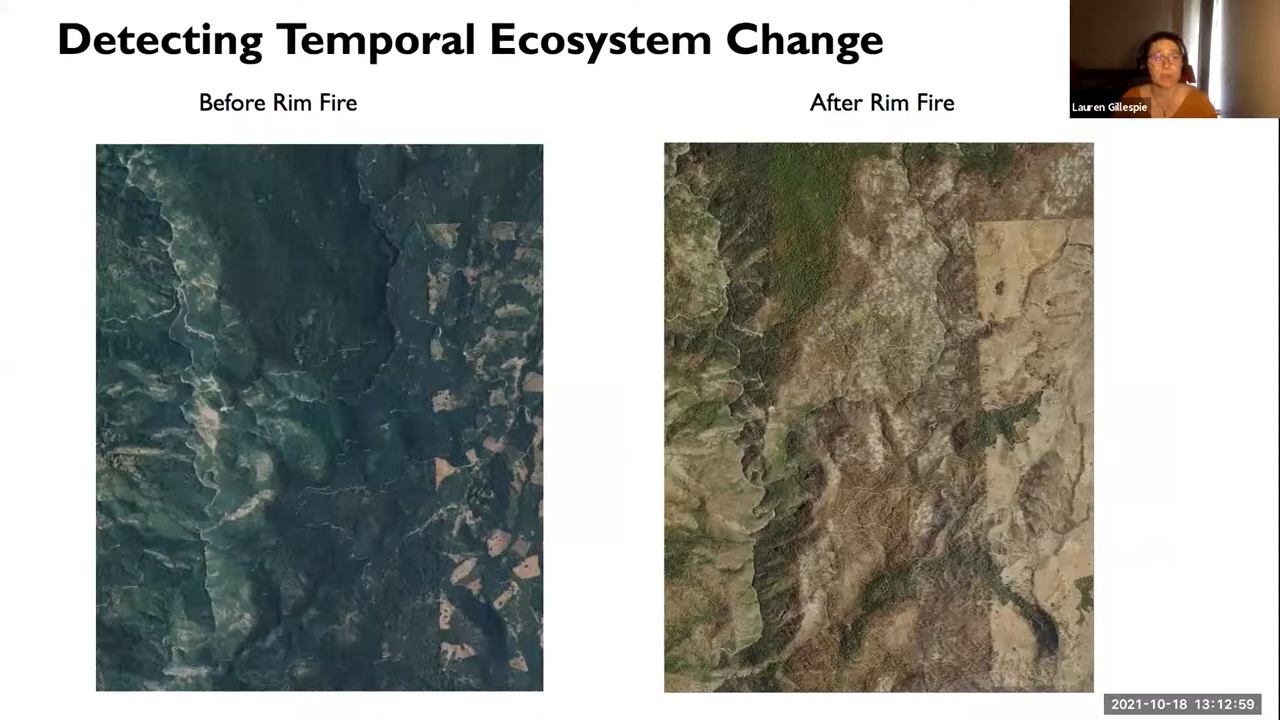 Detecting Temporal Ecosystem Change
Before Rim Fire
After Rim Fire
Lauren Gillespie
2021-10-18 13:12:59